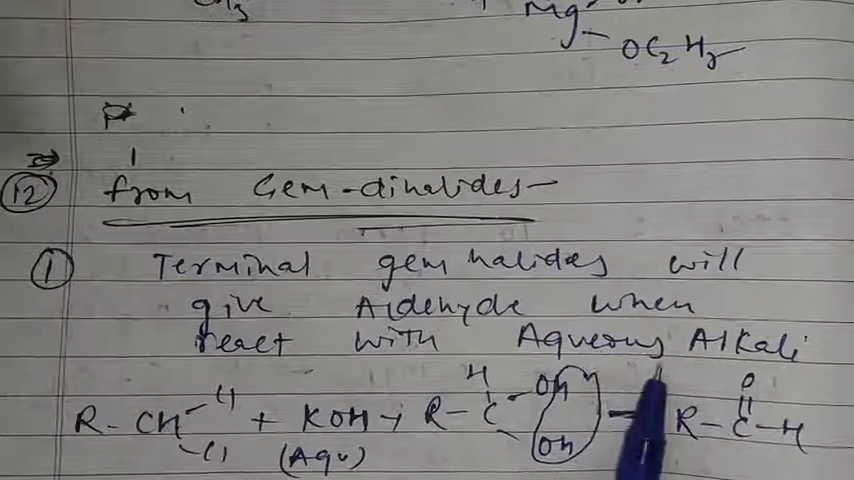 CH3
Mg
OC2H5
12 from Gem-dihalides-
1 Terminal gem halides will
give Aldehyde when
react with Aqueous Alkali
H OH O
R-CH-Cl + KOH → R-C- → R-C-H
-Cl (Aqu) OH